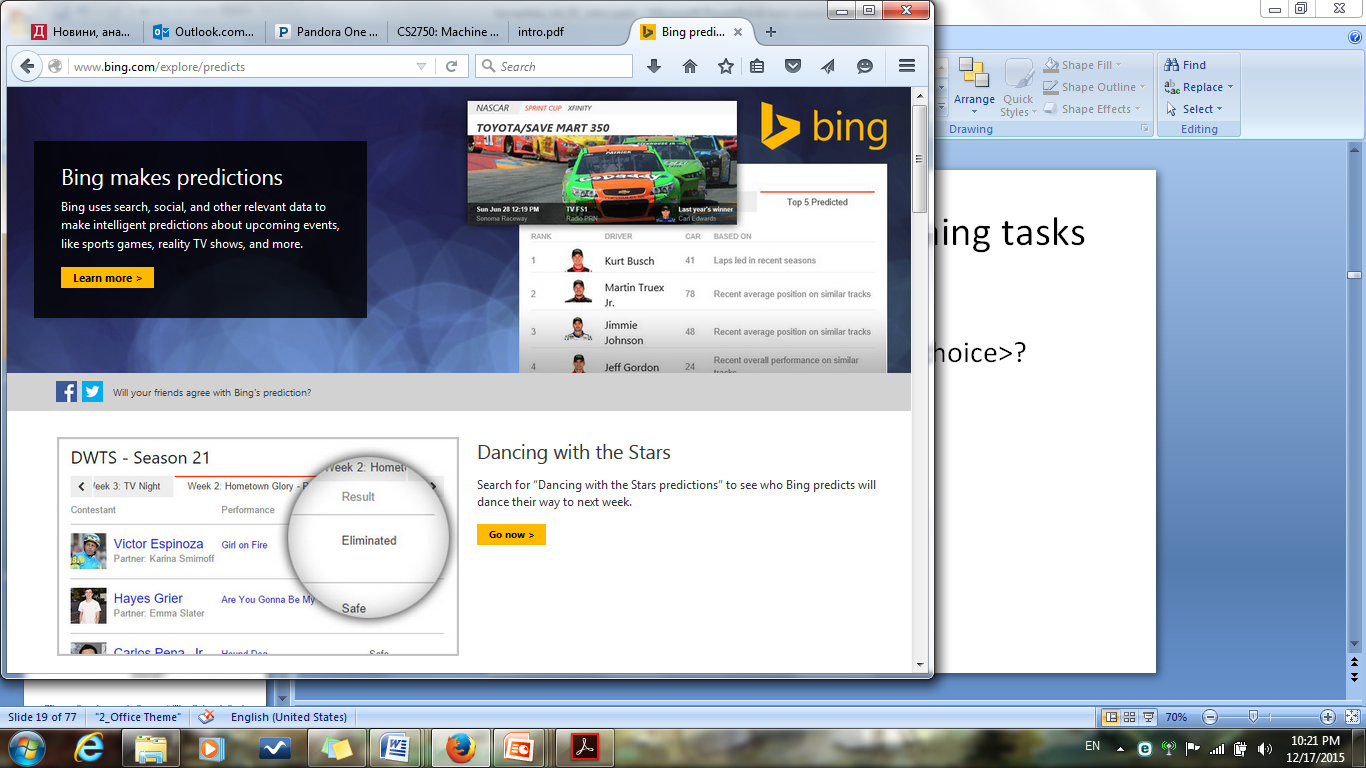 Новини, ана...
Outlook.com...
Pandora One ...
CS2750: Machine ...
intro.pdf
Bing predi...
www.bing.com/explore/predicts
Search
Bing makes predictions
Bing uses search, social, and other relevant data to
make intelligent predictions about upcoming events,
like sports games, reality TV shows, and more.
Learn more >
NASCAR SPRINT CUP XFINITY
TOYOTA/SAVE MART 350
PATRICK
GoDaddy
Sun Jun 28 12:19 PM TV FS1 Last year's winner
Sonoma Raceway Radio PRN Carl Edwards
bing
Top 5 Predicted
RANK DRIVER CAR BASED ON
1 Kurt Busch 41 Laps led in recent seasons
2 Martin Truex Jr. 78 Recent average position on similar tracks
3 Jimmie Johnson 48 Recent average position on similar tracks
4 Jeff Gordon 24 Recent overall performance on similar tracks
Will your friends agree with Bing's prediction?
DWTS - Season 21
Week 3: TV Night Week 2: Hometown Glory - P
Week 2: Homet
Contestant Performance Result
Victor Espinoza Girl on Fire Eliminated
Partner: Karina Smirnoff
Hayes Grier Are You Gonna Be My Safe
Partner: Emma Slater
Carlos Pena, Jr. Hound Dog Safe
Dancing with the Stars
Search for “Dancing with the Stars predictions” to see who Bing predicts will
dance their way to next week.
Go now >
Arrange
Quick
Styles
Shape Fill
Shape Outline
Shape Effects
Drawing
Find
Replace
Select
Editing
ning tasks
hoice>?
Slide 19 of 77 "2_Office Theme" English (United States) 70%
EN 10:21 PM
12/17/2015